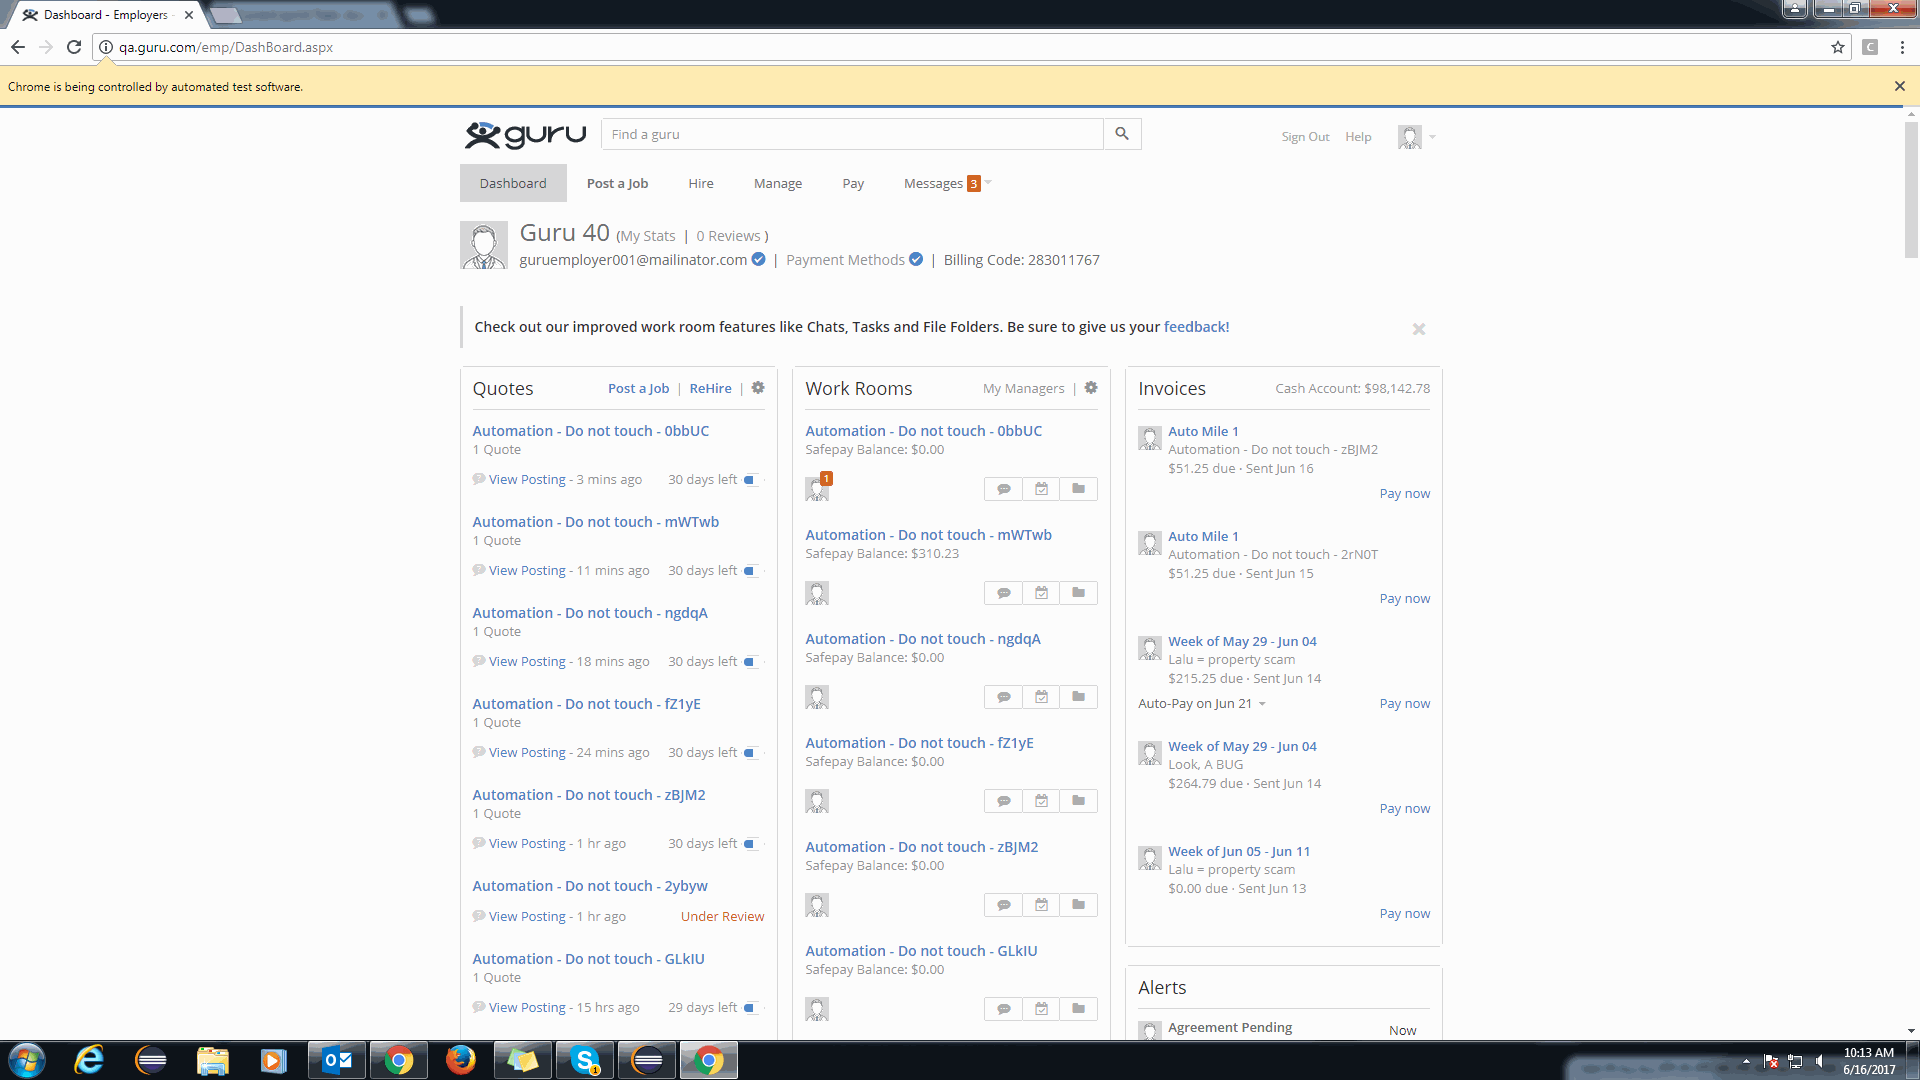 Dashboard - Employers -
qa.guru.com/emp/DashBoard.aspx
C
Chrome is being controlled by automated test software.
guru
Find a guru
Sign Out Help
Dashboard Post a Job Hire Manage Pay Messages 3
Guru 40 (My Stats | 0 Reviews )
guruemployer001@mailinator.com | Payment Methods | Billing Code: 283011767
Check out our improved work room features like Chats, Tasks and File Folders. Be sure to give us your feedback!
Quotes Post a Job | ReHire |
Automation - Do not touch - 0bbUC
1 Quote
View Posting - 3 mins ago 30 days left
Automation - Do not touch - mWTwb
1 Quote
View Posting - 11 mins ago 30 days left
Automation - Do not touch - ngdqA
1 Quote
View Posting - 18 mins ago 30 days left
Automation - Do not touch - fZ1yE
1 Quote
View Posting - 24 mins ago 30 days left
Automation - Do not touch - zBJM2
1 Quote
View Posting - 1 hr ago 30 days left
Automation - Do not touch - 2ybyw
View Posting - 1 hr ago Under Review
Automation - Do not touch - GLkIU
1 Quote
View Posting - 15 hrs ago 29 days left
Work Rooms My Managers |
Automation - Do not touch - 0bbUC
Safepay Balance: $0.00
1
Automation - Do not touch - mWTwb
Safepay Balance: $310.23
Automation - Do not touch - ngdqA
Safepay Balance: $0.00
Automation - Do not touch - fZ1yE
Safepay Balance: $0.00
Automation - Do not touch - zBJM2
Safepay Balance: $0.00
Automation - Do not touch - GLkIU
Safepay Balance: $0.00
Invoices Cash Account: $98,142.78
Auto Mile 1
Automation - Do not touch - zBJM2
$51.25 due · Sent Jun 16
Pay now
Auto Mile 1
Automation - Do not touch - 2rN0T
$51.25 due · Sent Jun 15
Pay now
Week of May 29 - Jun 04
Lalu = property scam
$215.25 due · Sent Jun 14
Auto-Pay on Jun 21 Pay now
Week of May 29 - Jun 04
Look, A BUG
$264.79 due · Sent Jun 14
Pay now
Week of Jun 05 - Jun 11
Lalu = property scam
$0.00 due · Sent Jun 13
Pay now
Alerts
Agreement Pending Now
10:13 AM
6/16/2017